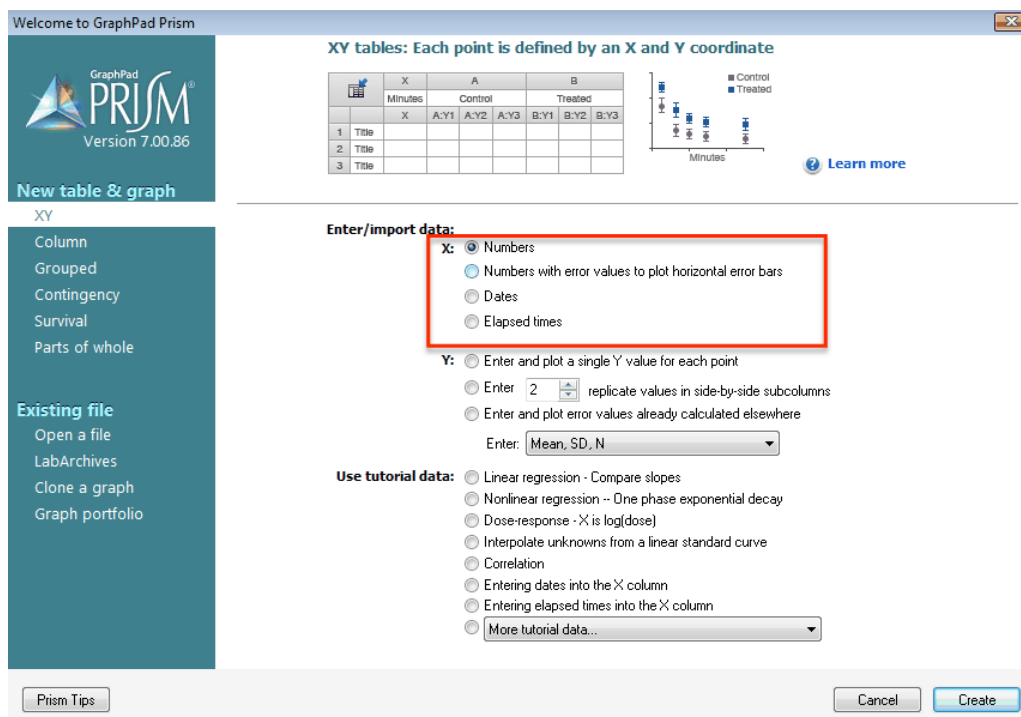 Welcome to GraphPad Prism
GraphPad
PRISM®
Version 7.00.86
New table & graph
XY
Column
Grouped
Contingency
Survival
Parts of whole
Existing file
Open a file
LabArchives
Clone a graph
Graph portfolio
XY tables: Each point is defined by an X and Y coordinate
X A B
Minutes Control Treated
X A:Y1 A:Y2 A:Y3 B:Y1 B:Y2 B:Y3
1 Title
2 Title
3 Title
Control
Treated
Minutes
? Learn more
Enter/import data:
X: Numbers
Numbers with error values to plot horizontal error bars
Dates
Elapsed times
Y: Enter and plot a single Y value for each point
Enter 2 replicate values in side-by-side subcolumns
Enter and plot error values already calculated elsewhere
Enter: Mean, SD, N
Use tutorial data: Linear regression - Compare slopes
Nonlinear regression -- One phase exponential decay
Dose-response - X is log(dose)
Interpolate unknowns from a linear standard curve
Correlation
Entering dates into the X column
Entering elapsed times into the X column
More tutorial data...
Prism Tips
Cancel
Create